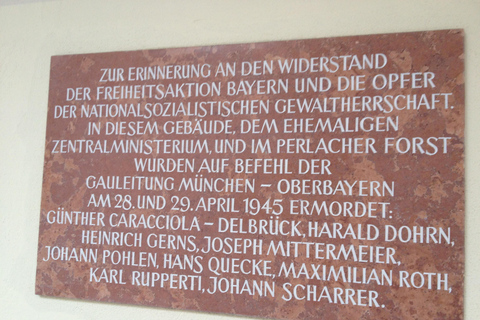 ZUR ERINNERUNG AN DEN WIDERSTAND
DER FREIHEITSAKTION BAYERN UND DIE OPFER
DER NATIONALSOZIALISTISCHEN GEWALTHERRSCHAFT.
IN DIESEM GEBÄUDE, DEM EHEMALIGEN
ZENTRALMINISTERIUM, UND IM PERLACHER FORST
WURDEN AUF BEFEHL DER
GAULEITUNG MÜNCHEN – OBERBAYERN
AM 28. UND 29. APRIL 1945 ERMORDET:
GÜNTHER CARACCIOLA – DELBRÜCK, HARALD DOHRN,
HEINRICH GERNS, JOSEPH MITTERMEIER,
JOHANN POHLEN, HANS QUECKE, MAXIMILIAN ROTH,
KARL RUPPERTI, JOHANN SCHARRER.